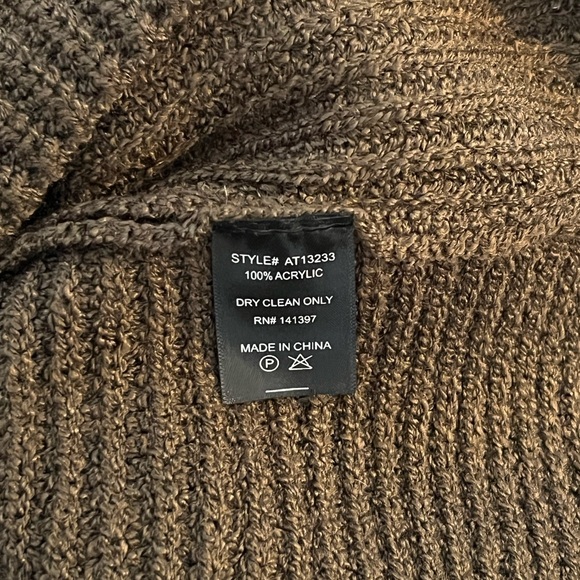 STYLE# AT13233
100% ACRYLIC
DRY CLEAN ONLY
RN# 141397
MADE IN CHINA
P